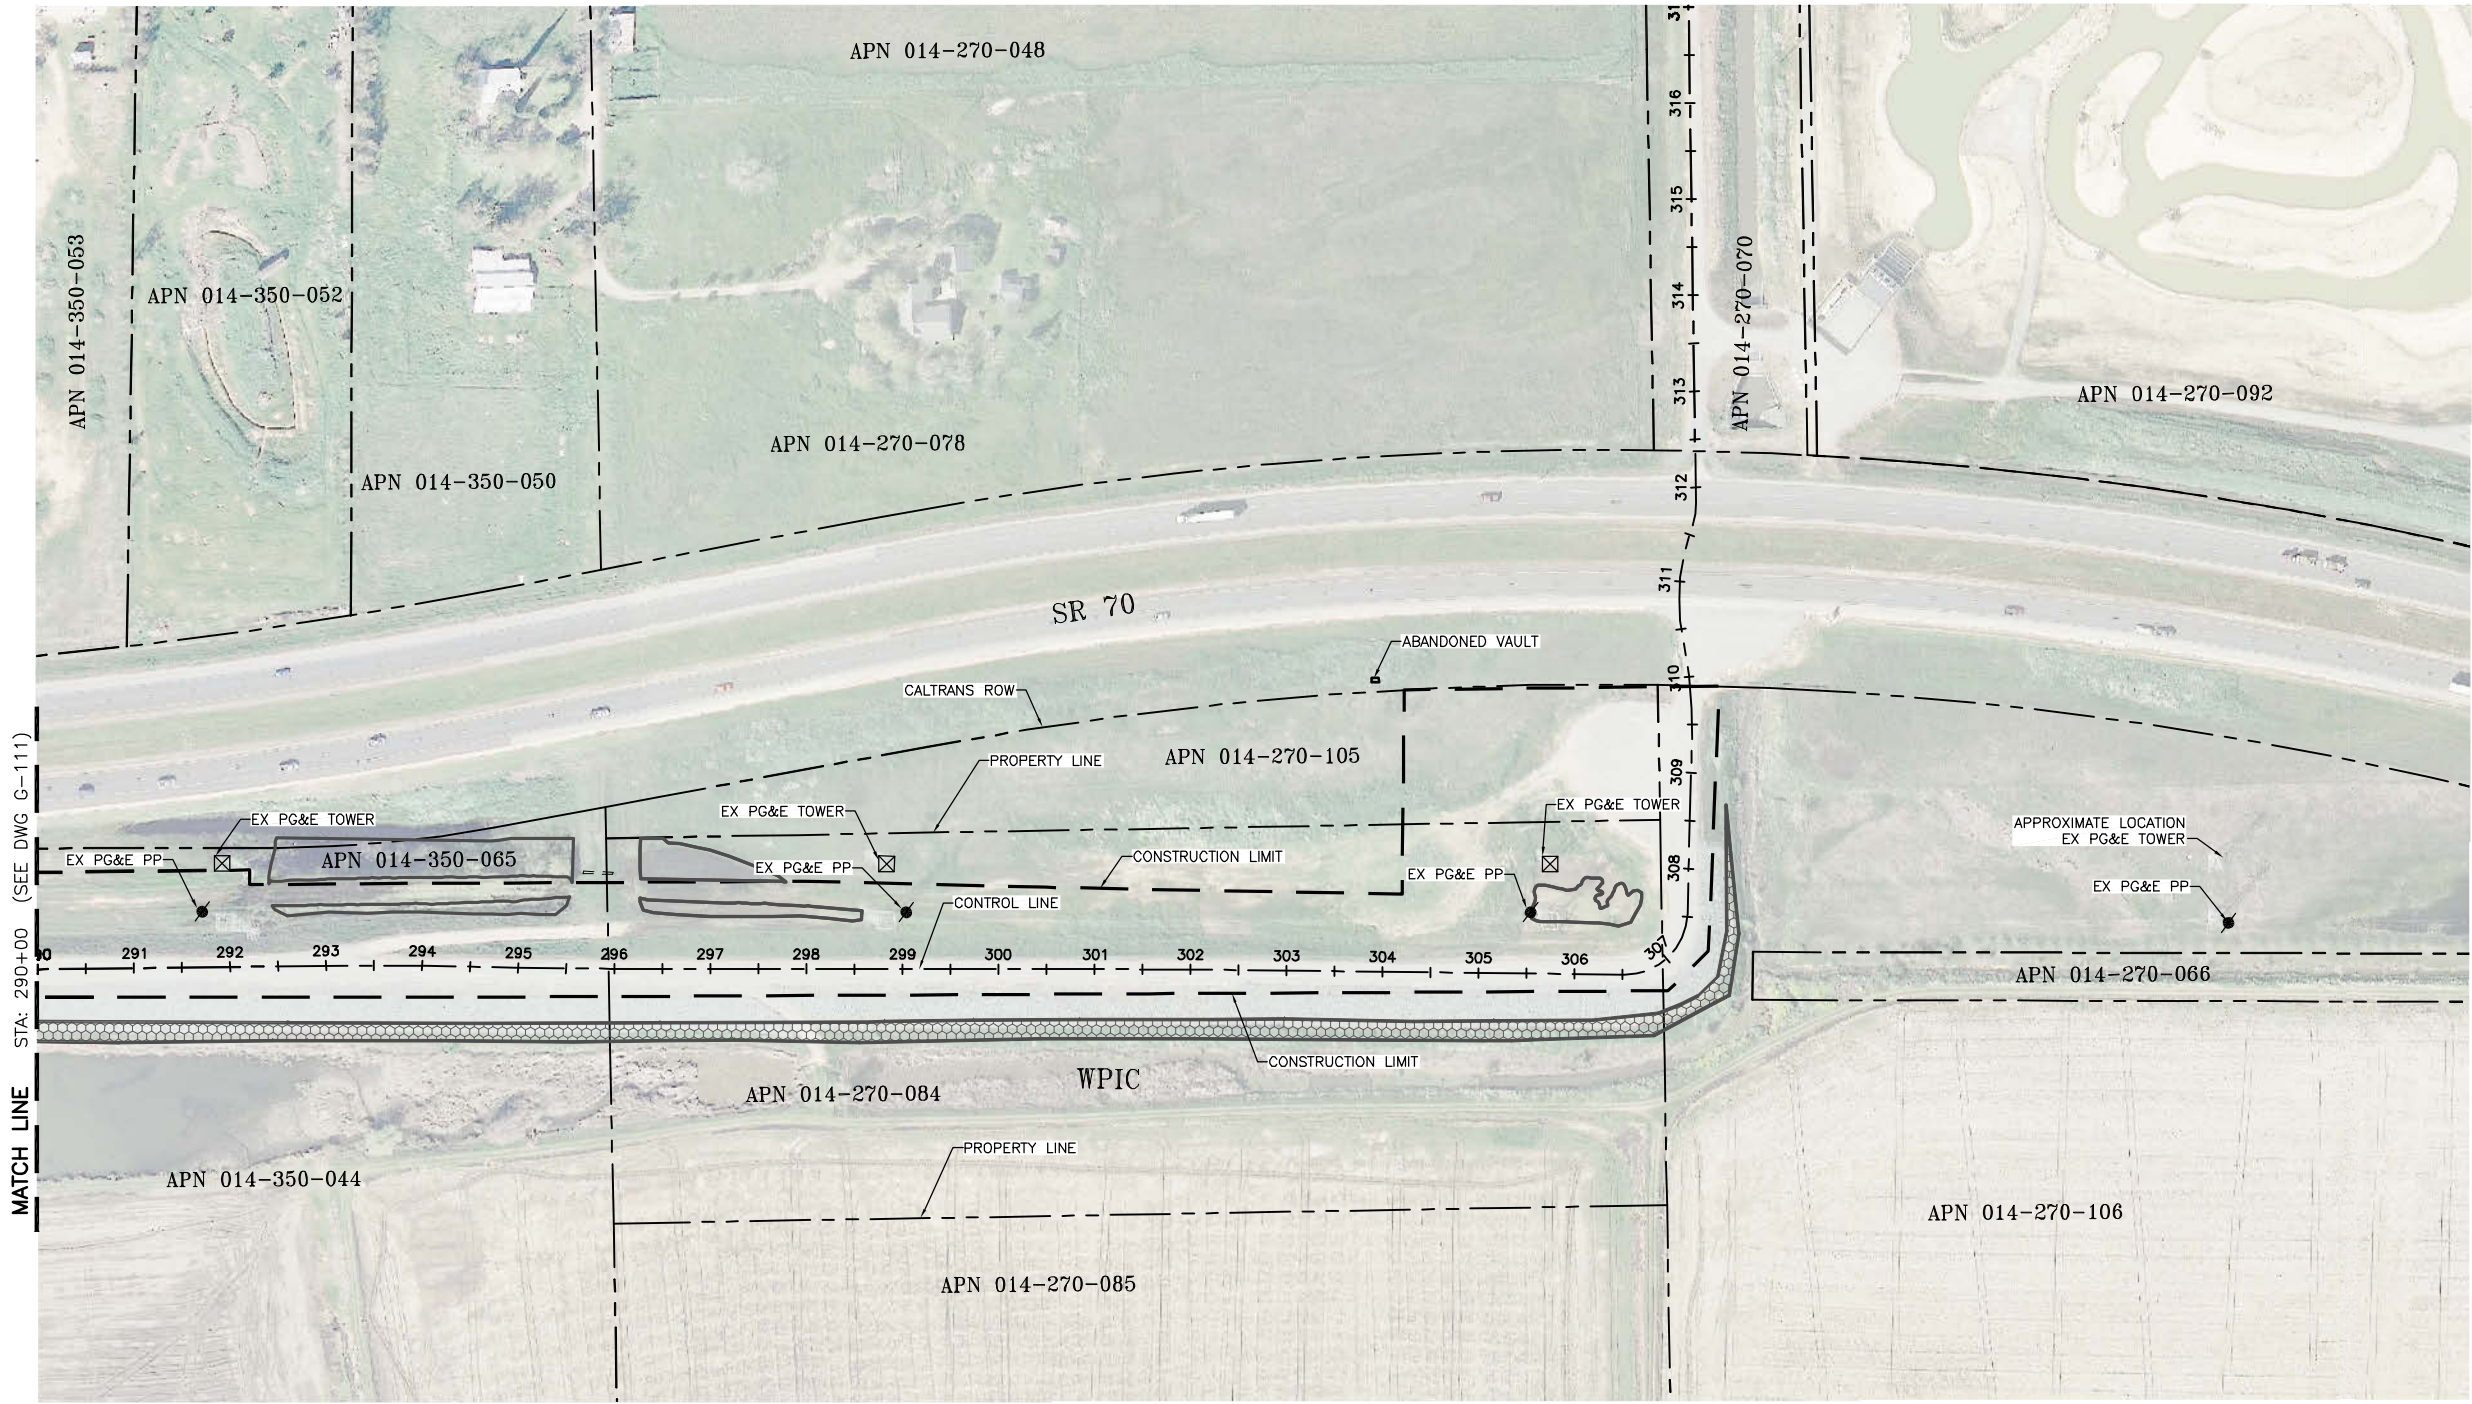 APN 014-270-048
31
316
315
314
313
312
311
310
309
308
307
APN 014-350-053
APN 014-350-052
APN 014-350-050
APN 014-270-078
APN 014-270-070
APN 014-270-092
SR 70
ABANDONED VAULT
CALTRANS ROW
PROPERTY LINE
APN 014-270-105
EX PG&E TOWER
EX PG&E TOWER
EX PG&E TOWER
APPROXIMATE LOCATION
EX PG&E TOWER
EX PG&E PP
APN 014-350-065
EX PG&E PP
CONSTRUCTION LIMIT
EX PG&E PP
EX PG&E PP
CONTROL LINE
90 291 292 293 294 295 296 297 298 299 300 301 302 303 304 305 306
APN 014-270-066
CONSTRUCTION LIMIT
WPIC
APN 014-270-084
PROPERTY LINE
APN 014-350-044
APN 014-270-106
APN 014-270-085
MATCH LINE STA: 290+00 (SEE DWG G-111)